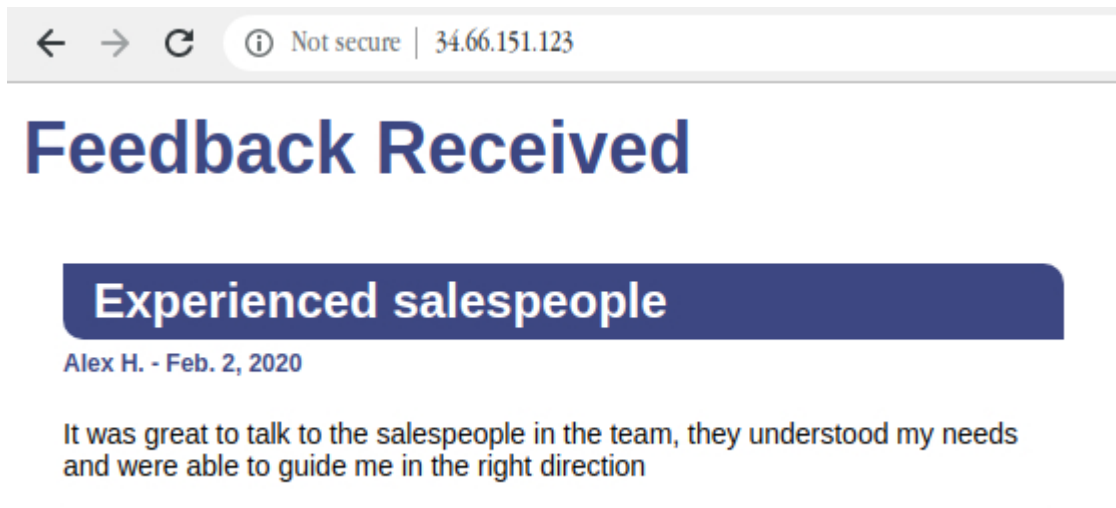 Not secure | 34.66.151.123
Feedback Received
Experienced salespeople
Alex H. - Feb. 2, 2020
It was great to talk to the salespeople in the team, they understood my needs
and were able to guide me in the right direction